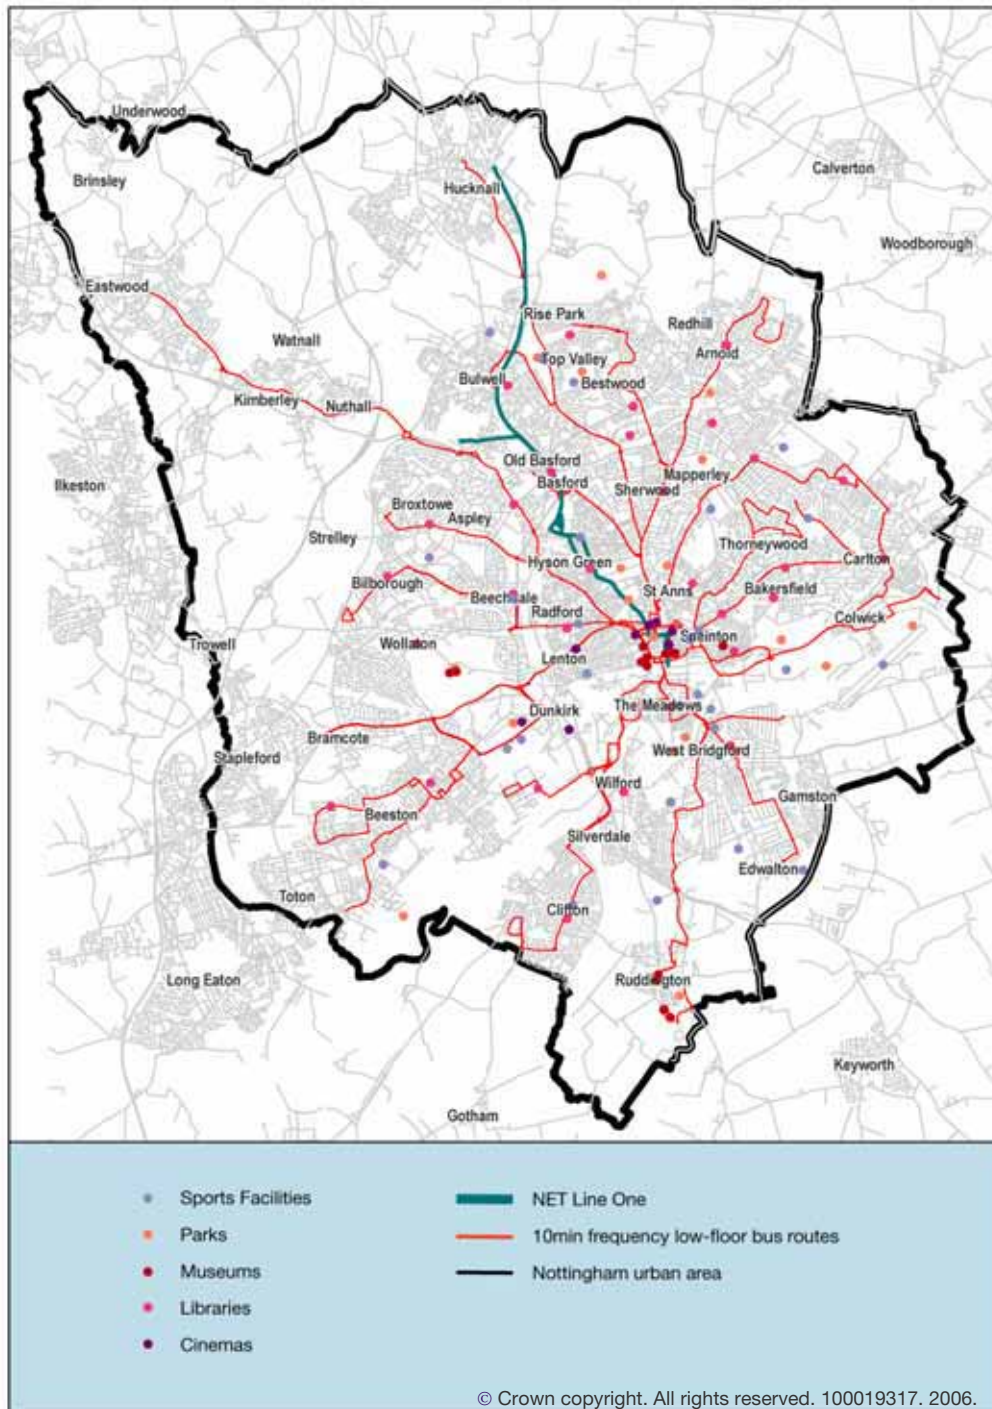 Underwood
Calverton
Brinsley
Hucknall
Woodborough
Eastwood
Rise Park
Redhill
Watnall
Arnold
Top Valley
Bulwell
Bestwood
Kimberley
Nuthall
Old Basford
Mapperley
Basford
Ilkeston
Sherwood
Broxtowe
Aspley
Strelley
Thorneywood
Hyson Green
Carlton
Bilborough
St Anns
Bakersfield
Beechdale
Radford
Colwick
Trowell
Wollaton
Sneinton
Lenton
The Meadows
Dunkirk
Bramcote
West Bridgford
Stapleford
Wilford
Gamston
Beeston
Silverdale
Edwalton
Toton
Clifton
Long Eaton
Ruddington
Keyworth
Gotham
Sports Facilities
Parks
Museums
Libraries
Cinemas
NET Line One
10min frequency low-floor bus routes
Nottingham urban area
© Crown copyright. All rights reserved. 100019317. 2006.